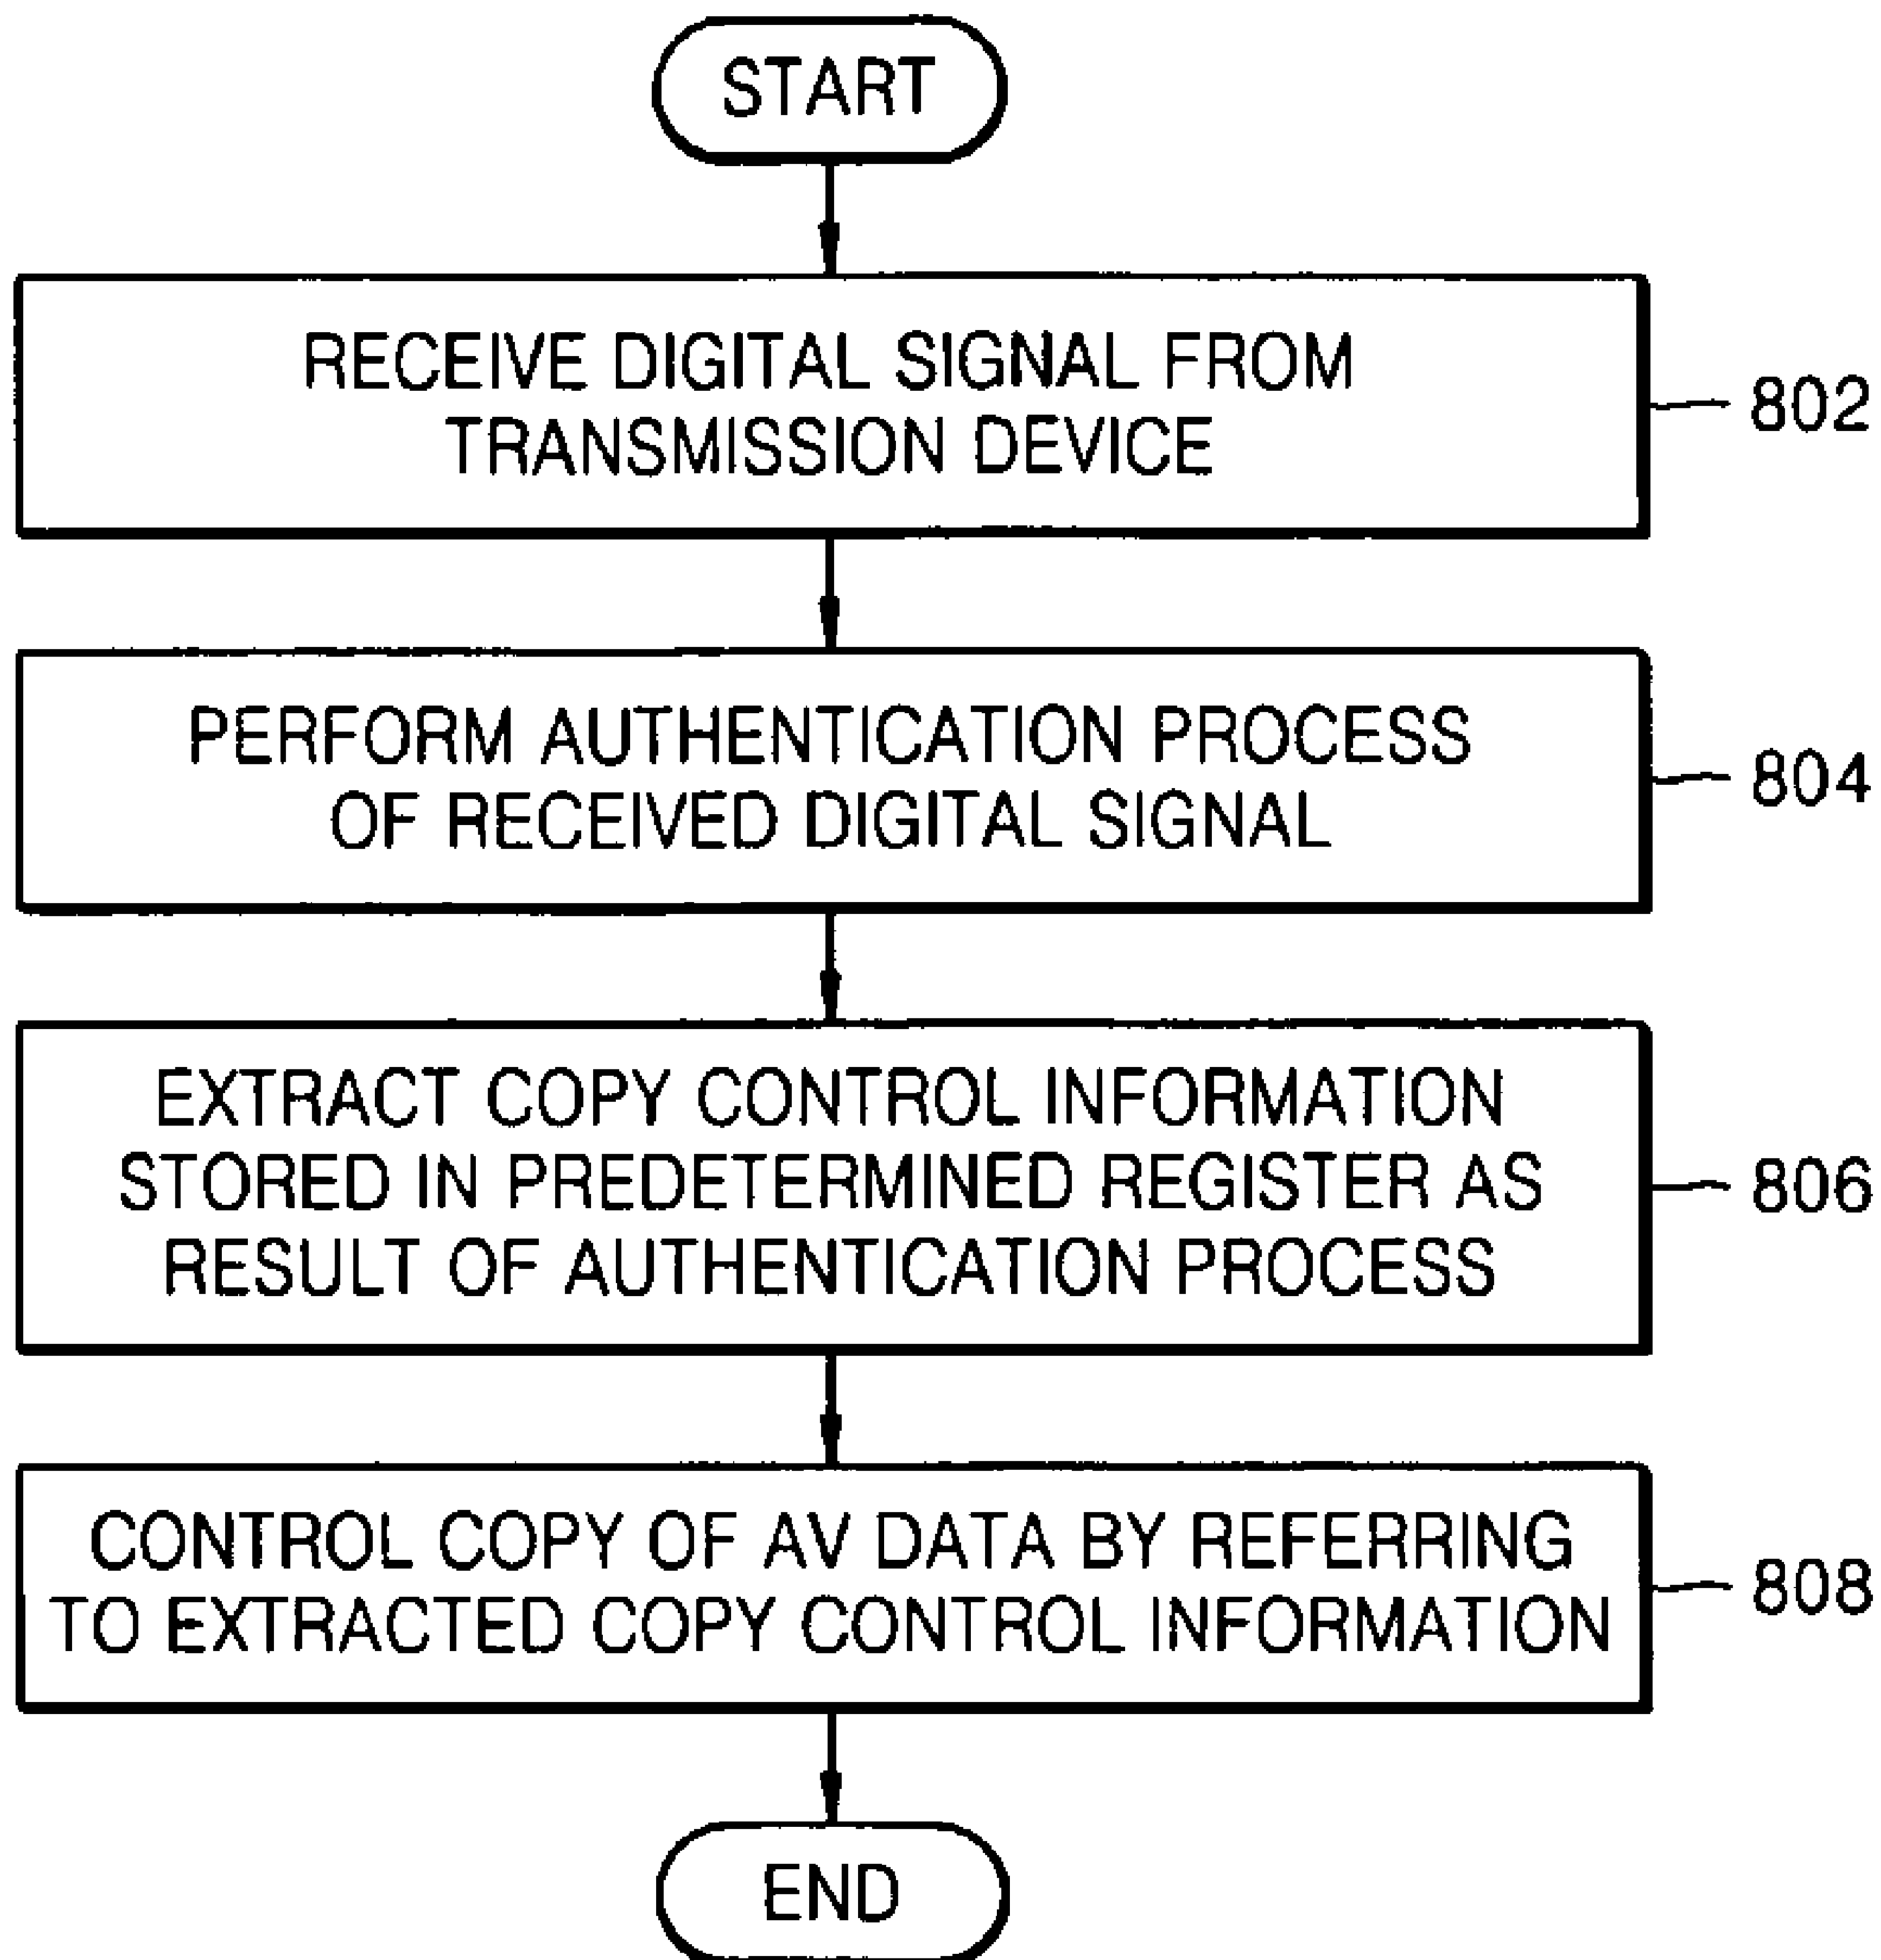 START
RECEIVE DIGITAL SIGNAL FROM
TRANSMISSION DEVICE
802
PERFORM AUTHENTICATION PROCESS
OF RECEIVED DIGITAL SIGNAL
804
EXTRACT COPY CONTROL INFORMATION
STORED IN PREDETERMINED REGISTER AS
RESULT OF AUTHENTICATION PROCESS
806
CONTROL COPY OF AV DATA BY REFERRING
TO EXTRACTED COPY CONTROL INFORMATION
808
END